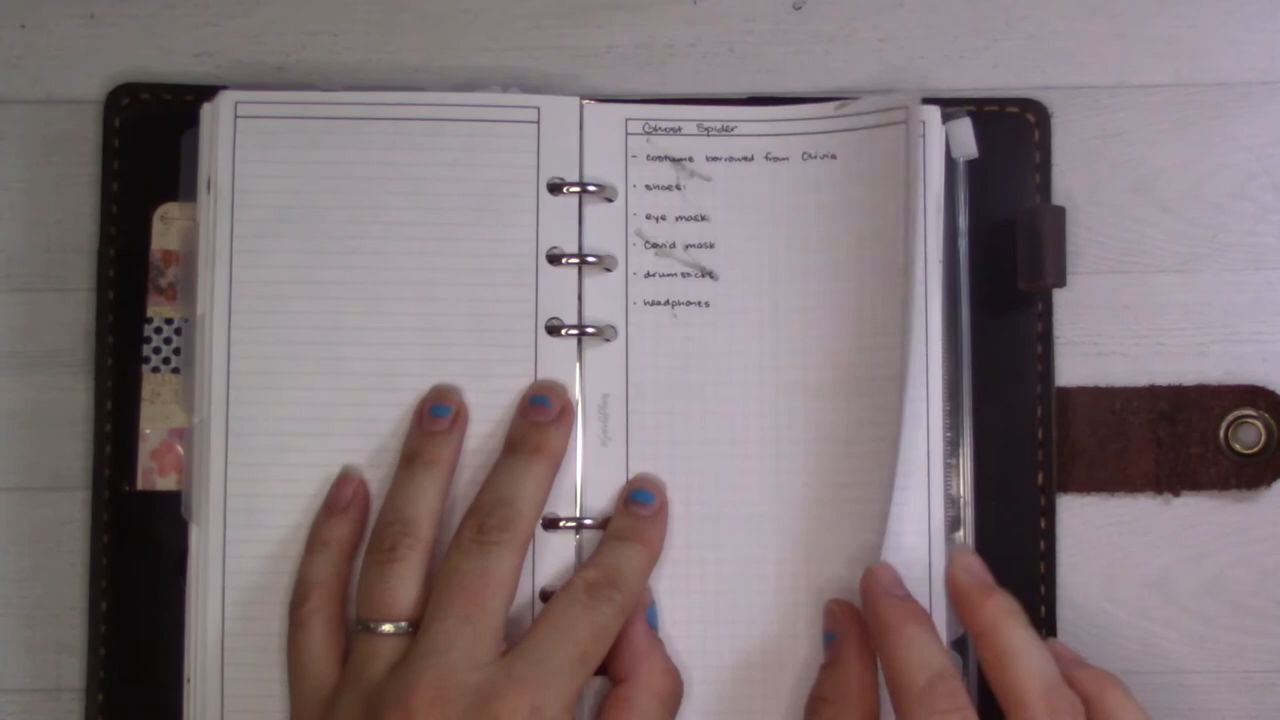 Ghost Spider
- costume borrowed from Olivia
· shoes
· eye mask
· Covid mask
· drumsticks
· headphones